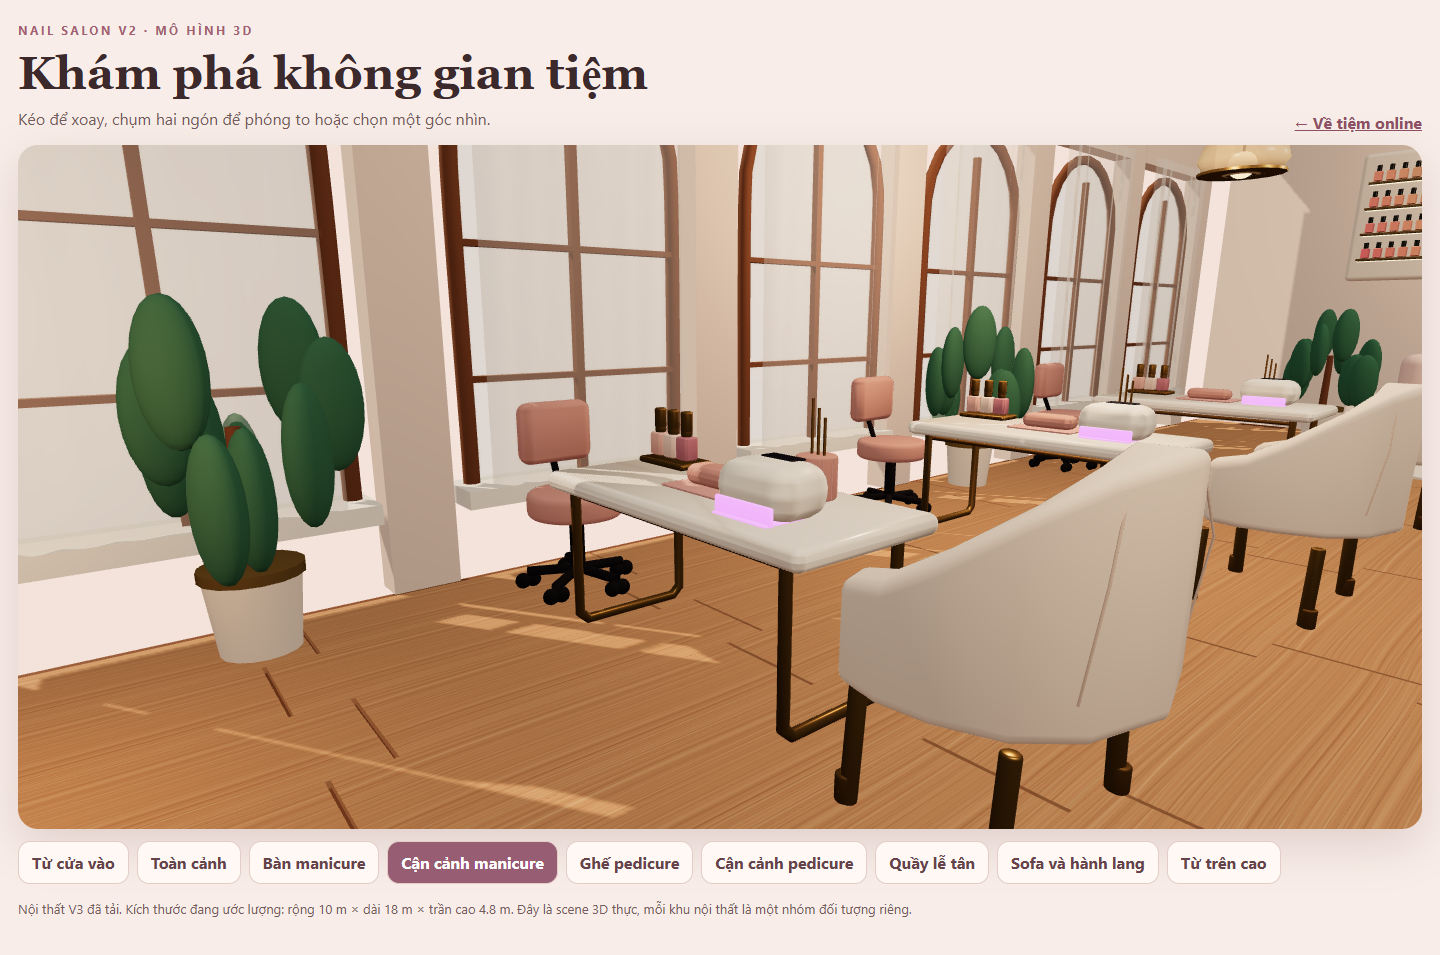 NAIL SALON V2 · MÔ HÌNH 3D
Khám phá không gian tiệm
Kéo để xoay, chụm hai ngón để phóng to hoặc chọn một góc nhìn.
← Về tiệm online
Từ cửa vào
Toàn cảnh
Bàn manicure
Cận cảnh manicure
Ghế pedicure
Cận cảnh pedicure
Quầy lễ tân
Sofa và hành lang
Từ trên cao
Nội thất V3 đã tải. Kích thước đang ước lượng: rộng 10 m × dài 18 m × trần cao 4.8 m. Đây là scene 3D thực, mỗi khu nội thất là một nhóm đối tượng riêng.